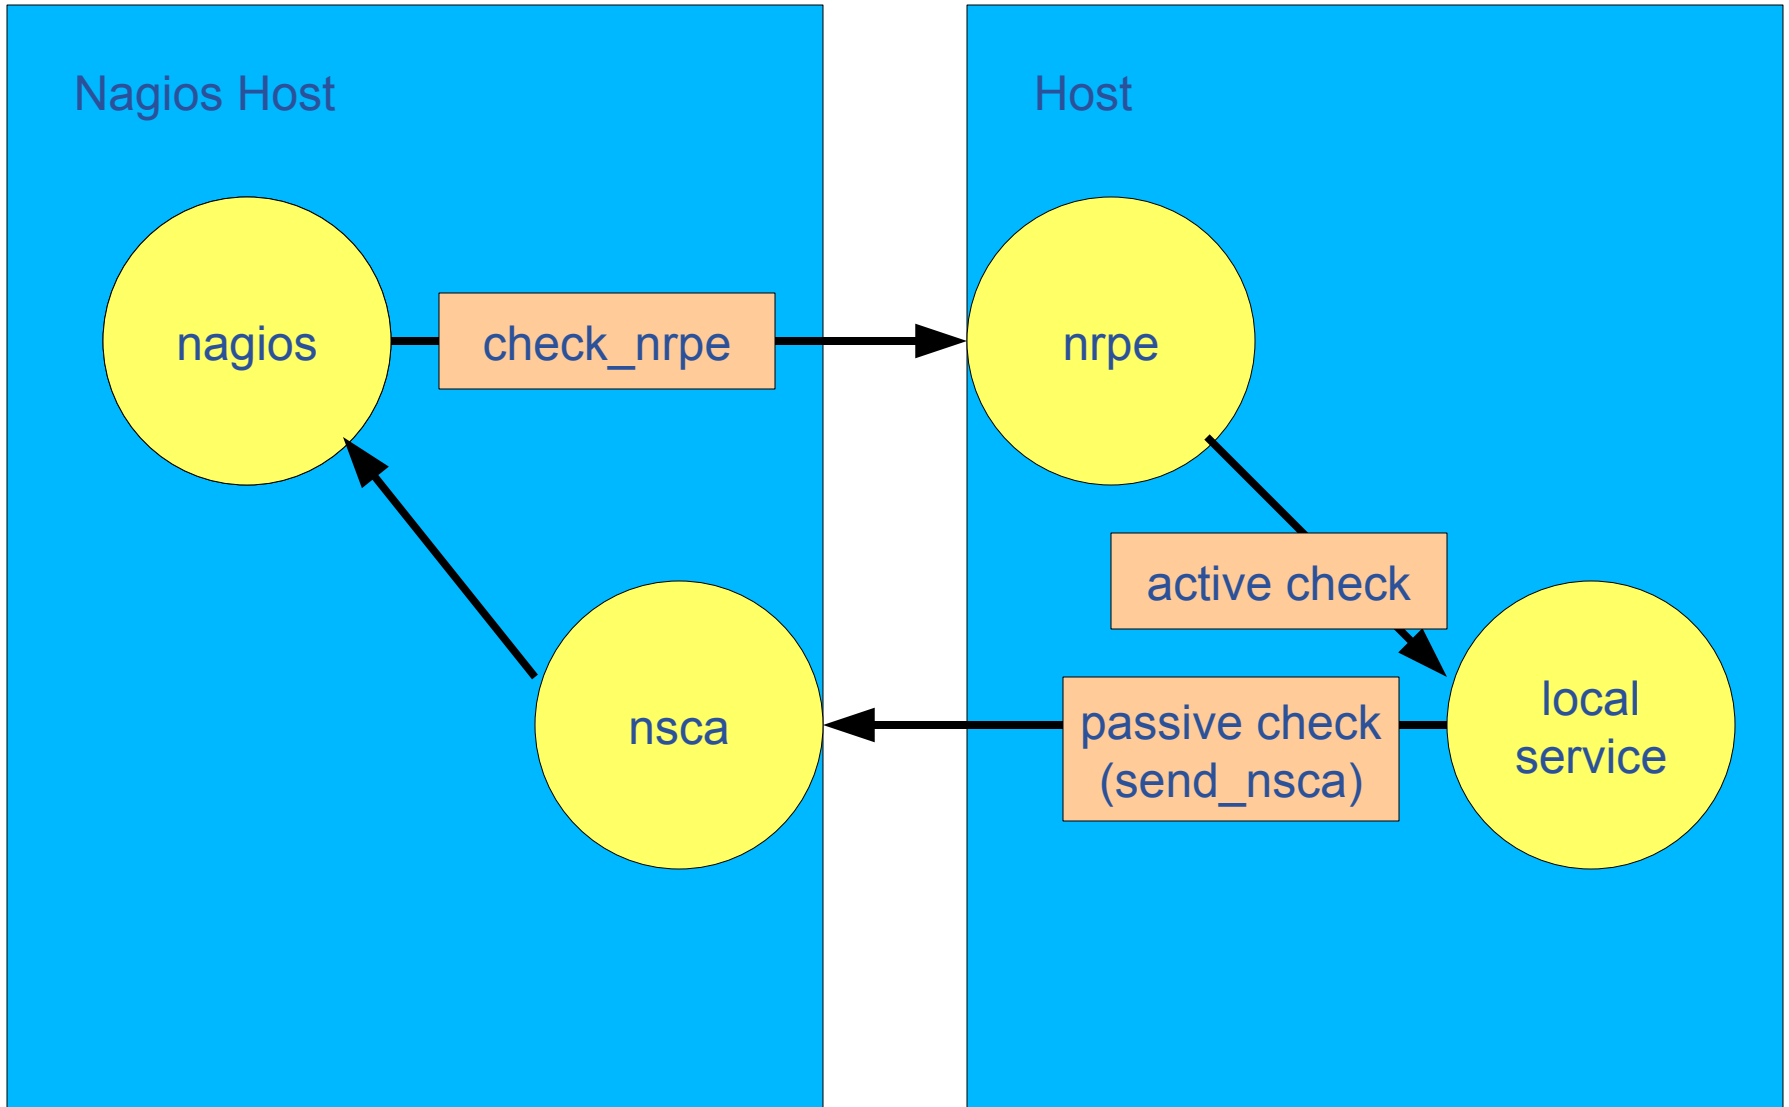 Nagios Host
Host
nagios
check_nrpe
nrpe
active check
nsca
passive check
(send_nsca)
local
service